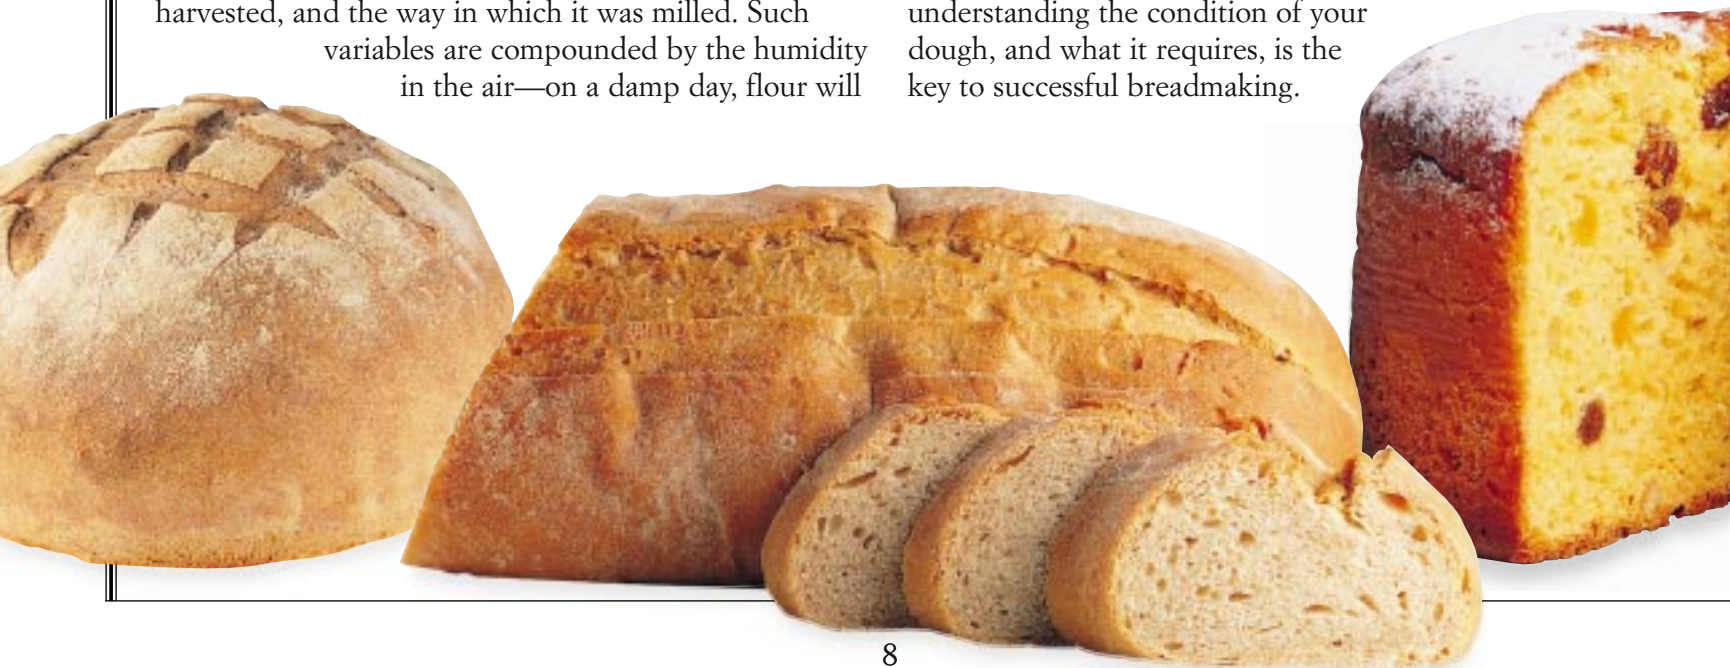 harvested, and the way in which it was milled. Such
variables are compounded by the humidity
in the air—on a damp day, flour will
understanding the condition of your
dough, and what it requires, is the
key to successful breadmaking.
8